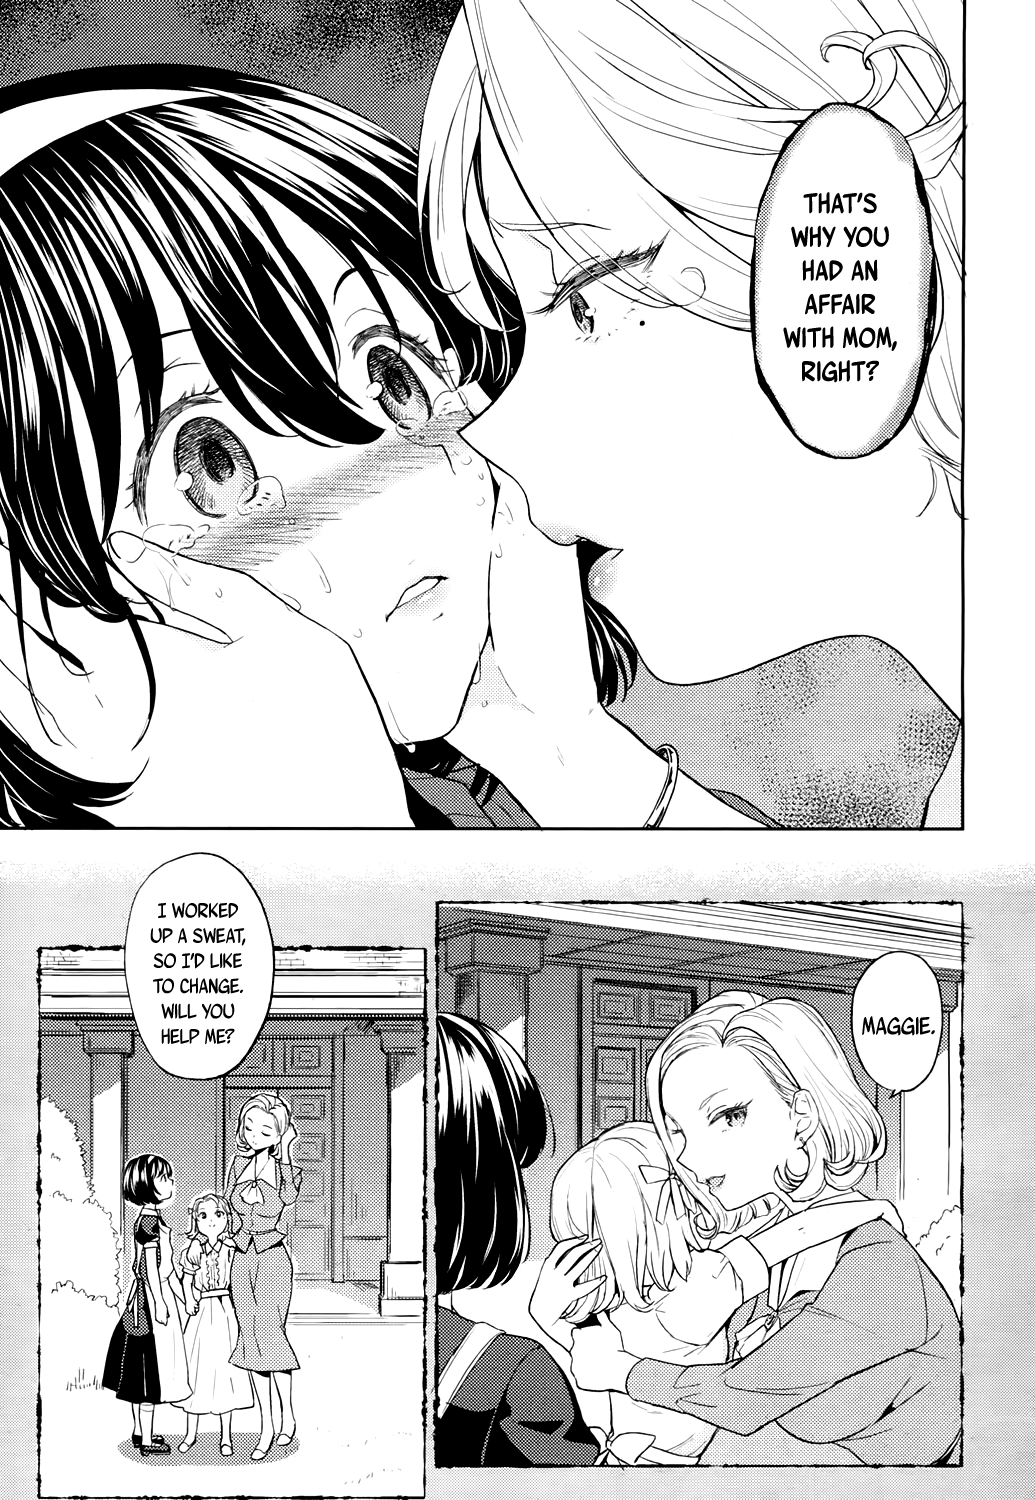 THAT'S
WHY YOU
HAD AN
AFFAIR
WITH MOM,
RIGHT?
MAGGIE.
I WORKED
UP A SWEAT,
SO I'D LIKE
TO CHANGE.
WILL YOU
HELP ME?